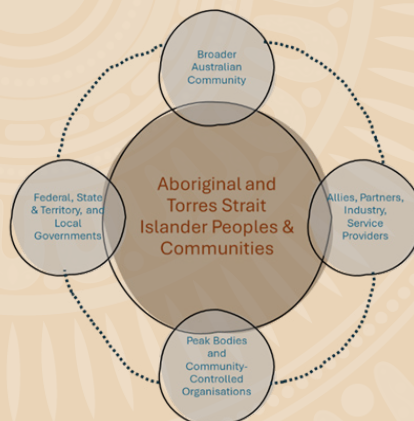 Broader
Australian
Community
Aboriginal and
Torres Strait
Islander Peoples &
Communities
Federal, State
& Territory, and
Local
Governments
Allies, Partners,
Industry,
Service
Providers
Peak Bodies
and
Community-
Controlled
Organisations